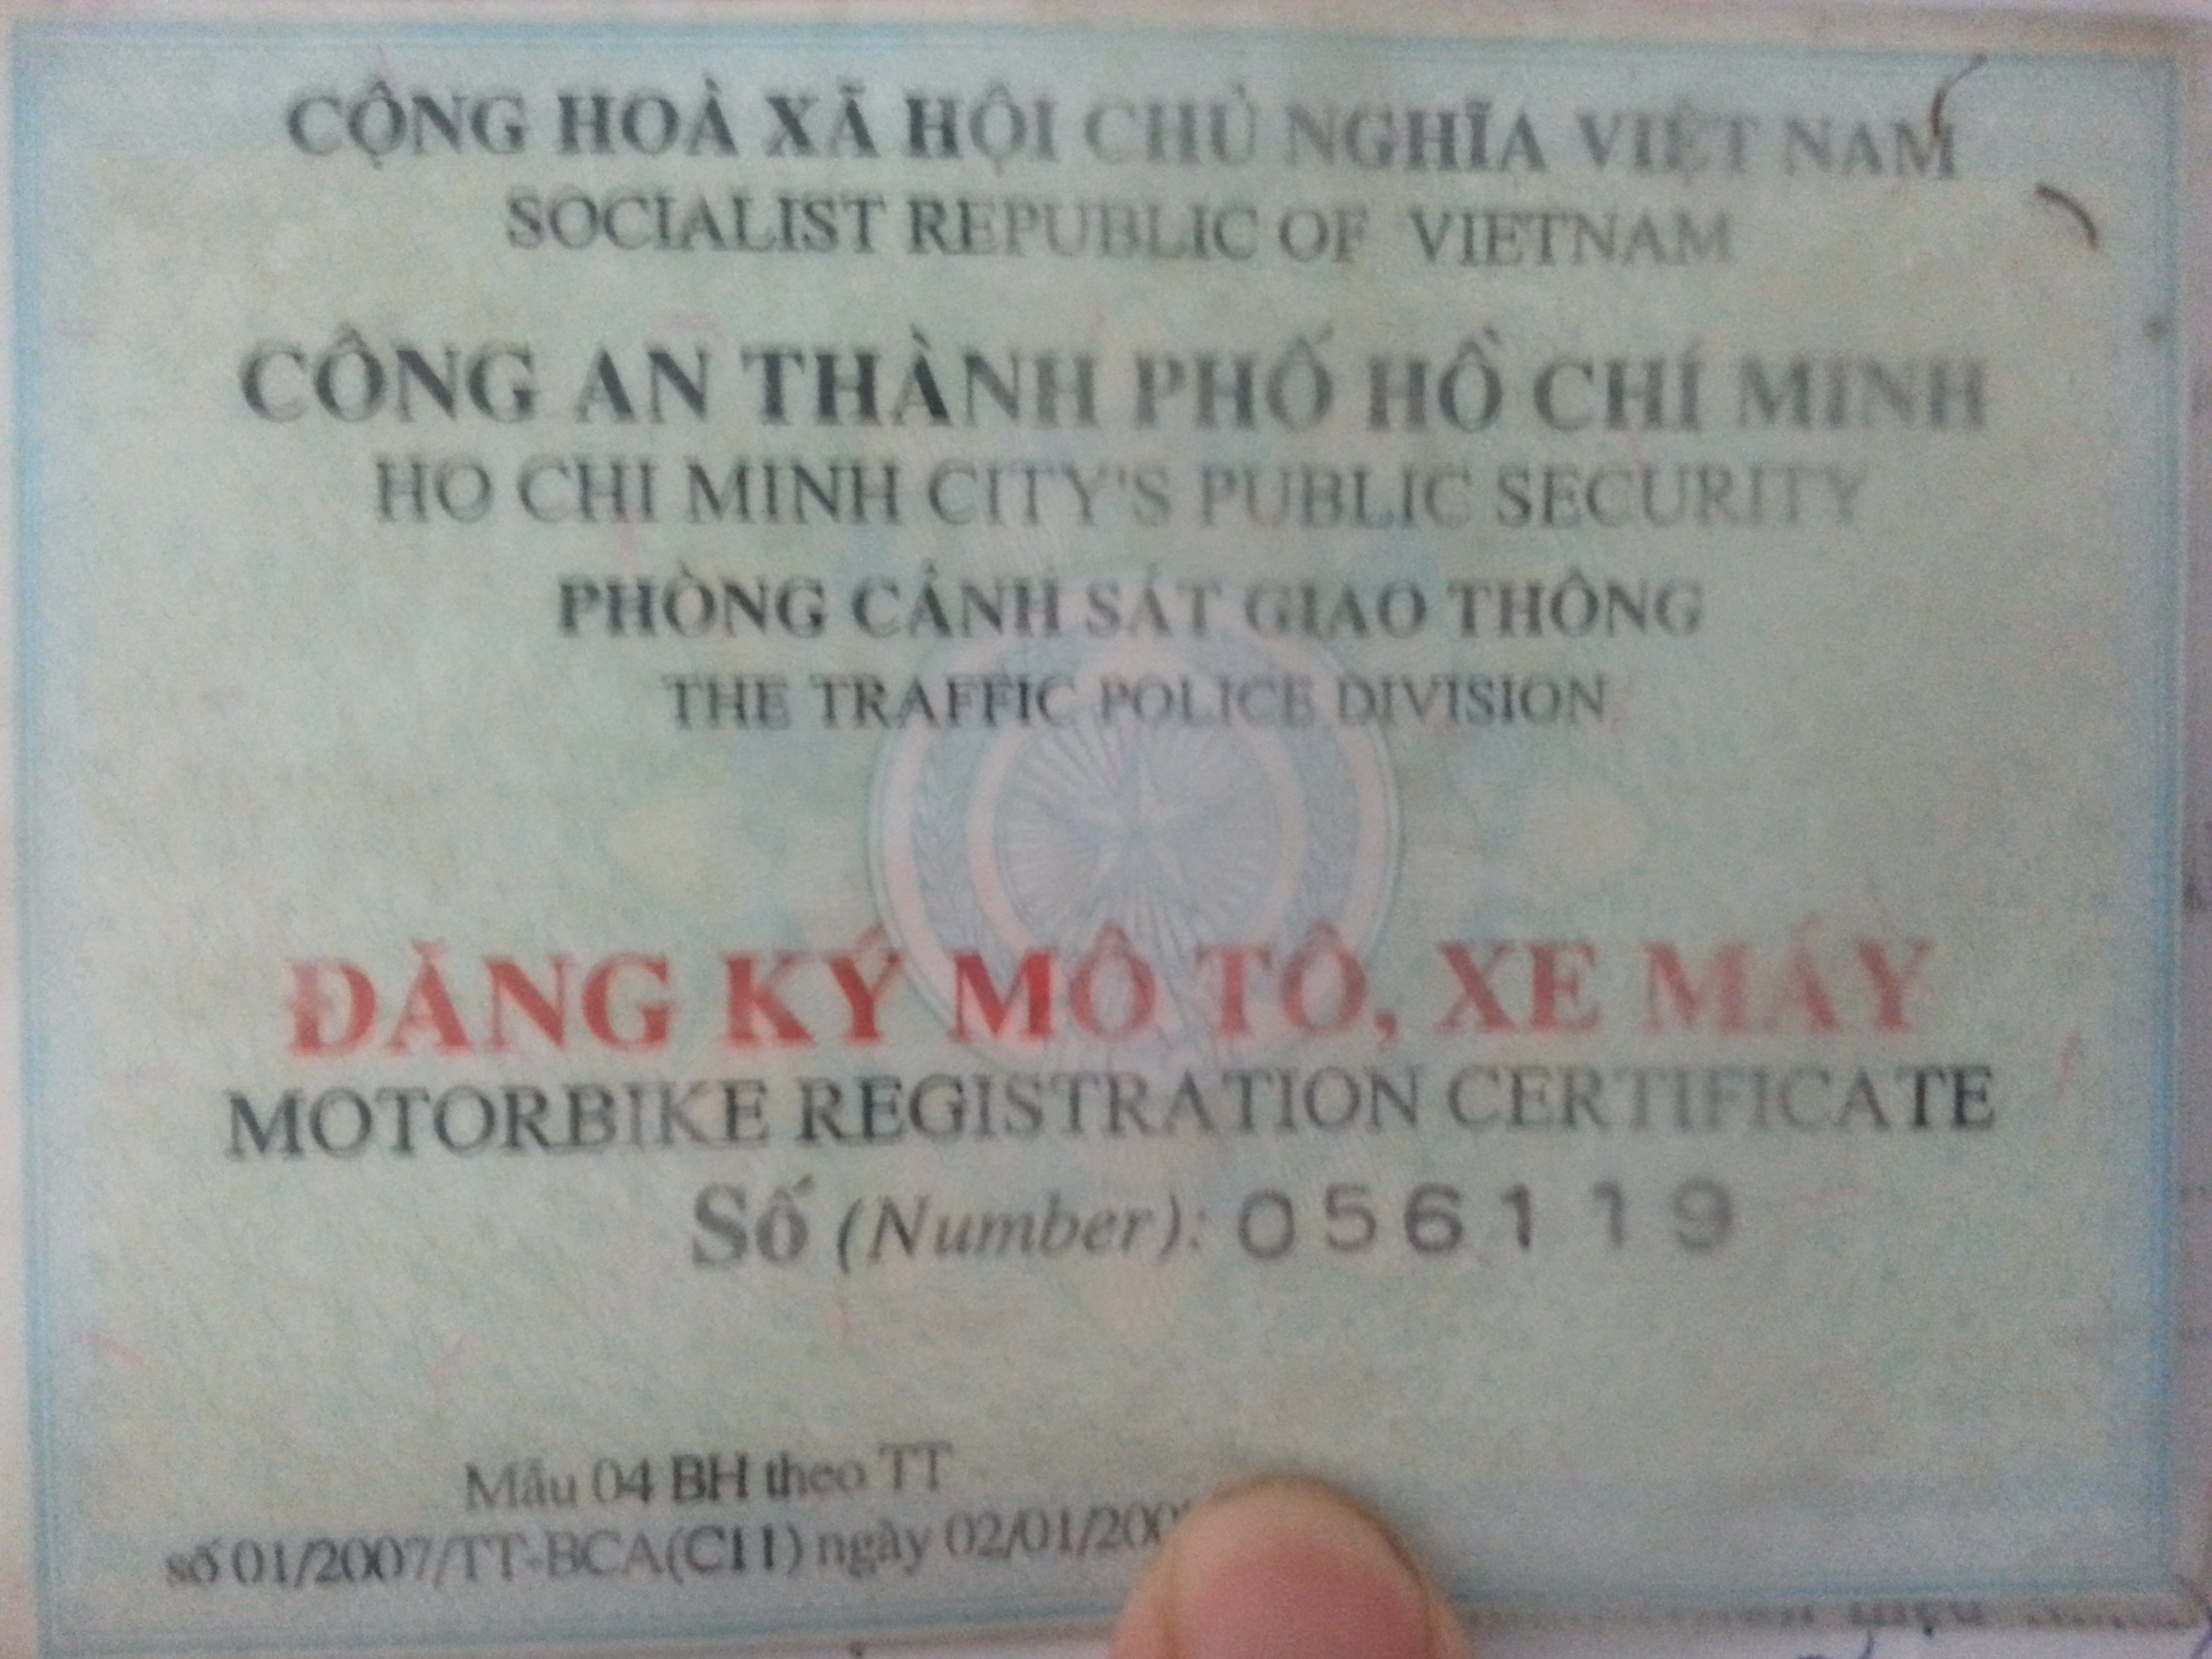 CỘNG HOÀ XÃ HỘI CHỦ NGHĨA VIỆT NAM
SOCIALIST REPUBLIC OF VIETNAM
CÔNG AN THÀNH PHỐ HỒ CHÍ MINH
HO CHI MINH CITY'S PUBLIC SECURITY
PHÒNG CẢNH SÁT GIAO THÔNG
THE TRAFFIC POLICE DIVISION
ĐĂNG KÝ MÔ TÔ, XE MÁY
MOTORBIKE REGISTRATION CERTIFICATE
Số (Number): 056119
Mẫu 04 BH theo TT
số 01/2007/TT-BCA(C11) ngày 02/01/200